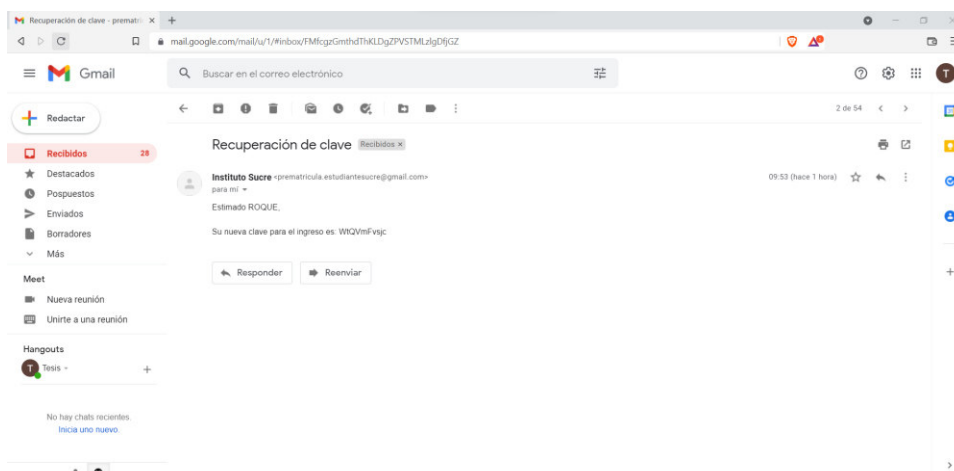 Recuperación de clave - prematrí
mail.google.com/mail/u/1/#inbox/FMfcgzGmthdThKLDgZPVSTMLzlgDfjGZ
Gmail
Buscar en el correo electrónico
T
Redactar
2 de 54
Recibidos 28
Destacados
Pospuestos
Enviados
Borradores
Más
Recuperación de clave Recibidos x
Instituto Sucre <prematricula.estudiantesucre@gmail.com>
09:53 (hace 1 hora)
para mí
Estimado ROQUE,
Su nueva clave para el ingreso es: WtQVmFvsjc
Responder
Reenviar
Meet
Nueva reunión
Unirte a una reunión
Hangouts
T Tesis
No hay chats recientes.
Inicia uno nuevo.